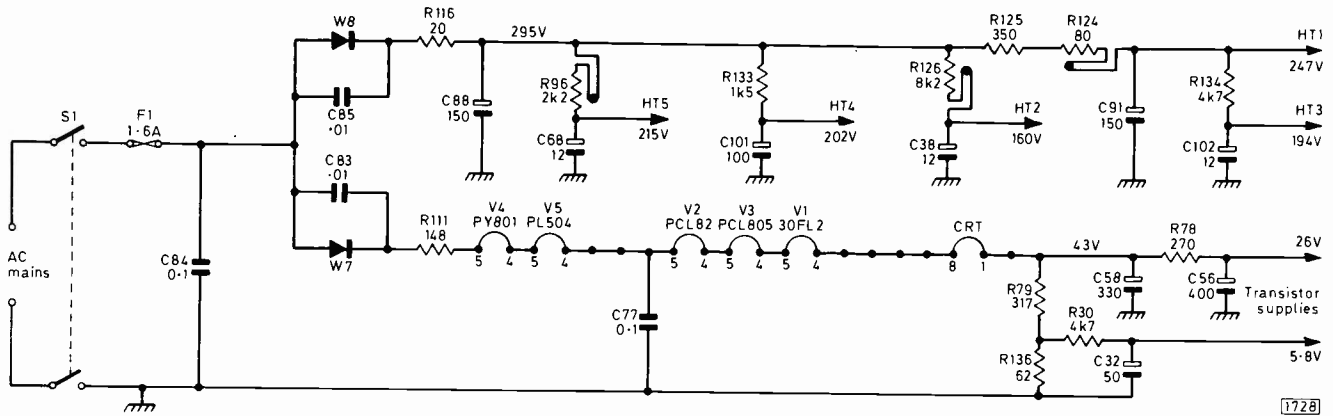 W8
R116
20
295V
R125
350
R124
80
HT1
247V
C85
·01
C88
150
R96
2k2
HT5
215V
C68
12
R133
1k5
HT4
202V
C101
100
R126
8k2
HT2
160V
C38
12
C91
150
R134
4k7
HT3
194V
C102
12
S1
F1
1·6A
AC
mains
C84
0·1
C83
·01
W7
R111
148
V4
PY801
5 4
V5
PL504
5 4
C77
0·1
V2
PCL82
5 4
V3
PCL805
5 4
V1
30FL2
5 4
CRT
8 1
43V
R78
270
26V
R79
317
C58
330
C56
400
Transistor
supplies
R30
4k7
5·8V
R136
62
C32
50
1728